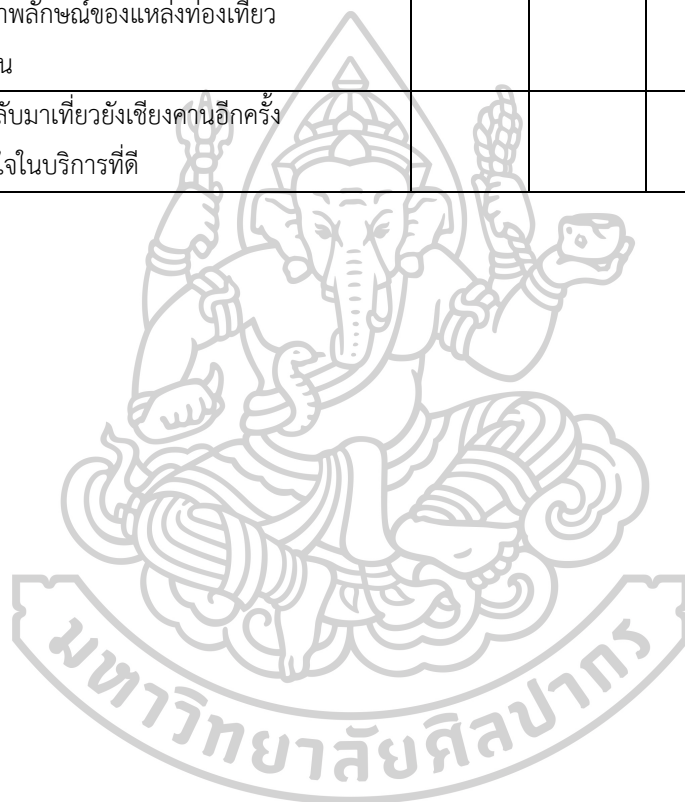 าพลักษณ์ของแหล่งท่องเที่ยว
น
ลับมาเที่ยวยังเชียงคานอีกครั้ง
ใจในบริการที่ดี
มหาวิทยาลัยศิลปากร